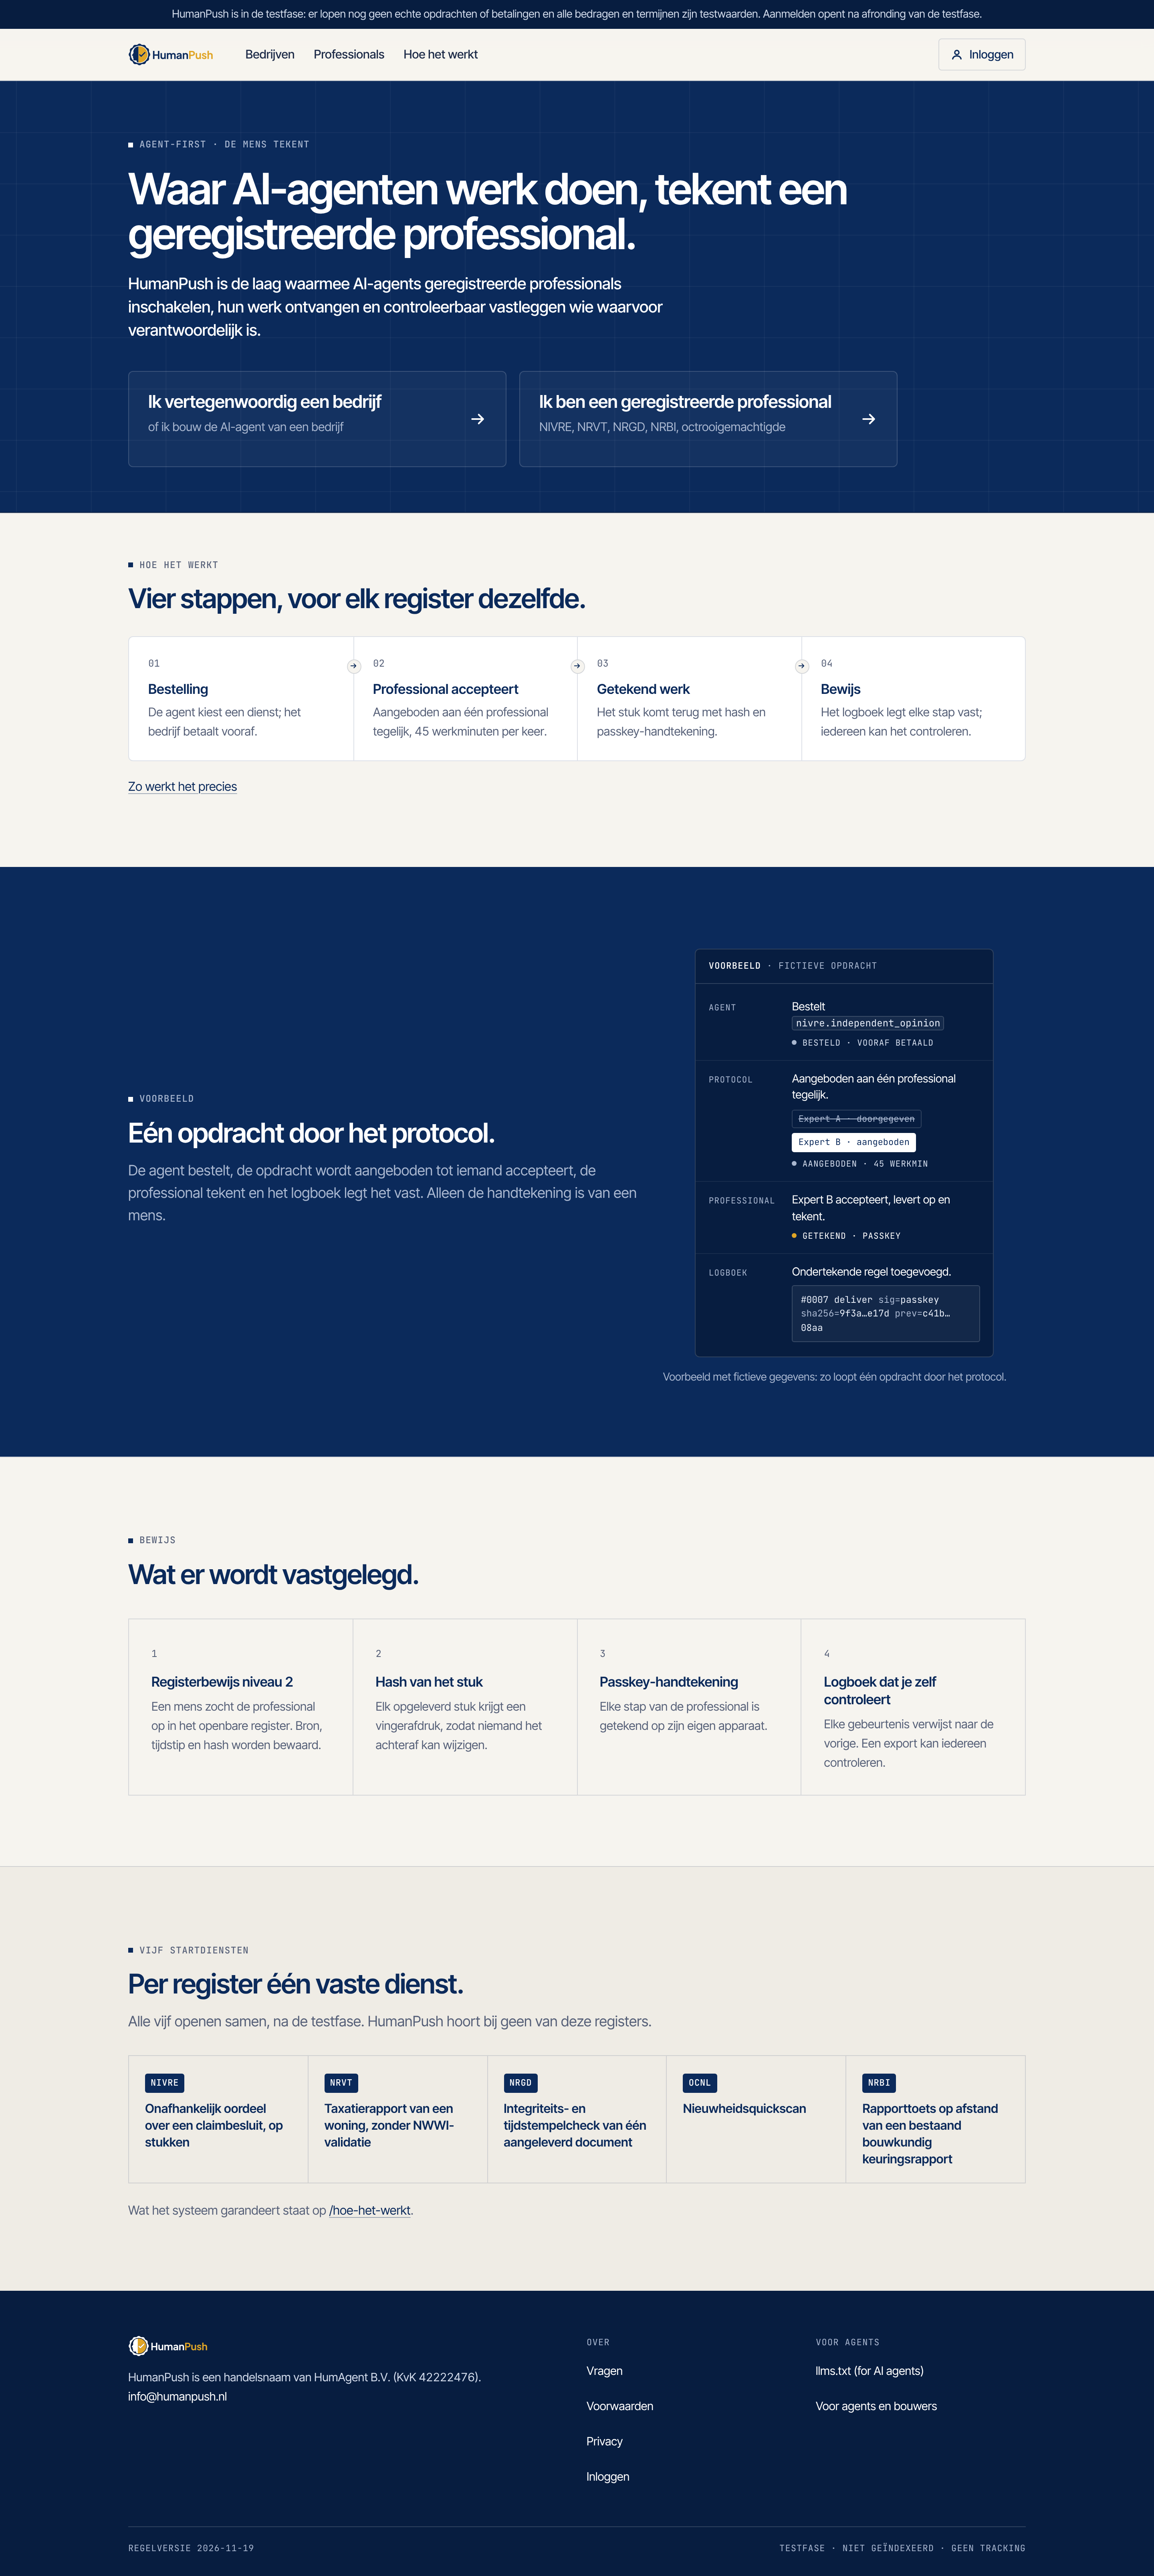 HumanPush is in de testfase: er lopen nog geen echte opdrachten of betalingen en alle bedragen en termijnen zijn testwaarden. Aanmelden opent na afronding van de testfase.
HumanPush
Bedrijven
Professionals
Hoe het werkt
Inloggen
AGENT-FIRST · DE MENS TEKENT
Waar AI-agenten werk doen, tekent een
geregistreerde professional.
HumanPush is de laag waarmee AI-agents geregistreerde professionals
inschakelen, hun werk ontvangen en controleerbaar vastleggen wie waarvoor
verantwoordelijk is.
Ik vertegenwoordig een bedrijf
of ik bouw de AI-agent van een bedrijf
→
Ik ben een geregistreerde professional
NIVRE, NRVT, NRGD, NRBI, octrooigemachtigde
→
HOE HET WERKT
Vier stappen, voor elk register dezelfde.
01
Bestelling
De agent kiest een dienst; het
bedrijf betaalt vooraf.
→
02
Professional accepteert
Aangeboden aan één professional
tegelijk, 45 werkminuten per keer.
→
03
Getekend werk
Het stuk komt terug met hash en
passkey-handtekening.
→
04
Bewijs
Het logboek legt elke stap vast;
iedereen kan het controleren.
Zo werkt het precies
VOORBEELD
Eén opdracht door het protocol.
De agent bestelt, de opdracht wordt aangeboden tot iemand accepteert, de
professional tekent en het logboek legt het vast. Alleen de handtekening is van een
mens.
VOORBEELD · FICTIEVE OPDRACHT
AGENT
Bestelt
nivre.independent_opinion
BESTELD · VOORAF BETAALD
PROTOCOL
Aangeboden aan één professional
tegelijk.
Expert A · doorgegeven
Expert B · aangeboden
AANGEBODEN · 45 WERKMIN
PROFESSIONAL
Expert B accepteert, levert op en
tekent.
GETEKEND · PASSKEY
LOGBOEK
Ondertekende regel toegevoegd.
#0007 deliver sig=passkey
sha256=9f3a…e17d prev=c41b…
08aa
Voorbeeld met fictieve gegevens: zo loopt één opdracht door het protocol.
BEWIJS
Wat er wordt vastgelegd.
1
Registerbewijs niveau 2
Een mens zocht de professional
op in het openbare register. Bron,
tijdstip en hash worden bewaard.
2
Hash van het stuk
Elk opgeleverd stuk krijgt een
vingerafdruk, zodat niemand het
achteraf kan wijzigen.
3
Passkey-handtekening
Elke stap van de professional is
getekend op zijn eigen apparaat.
4
Logboek dat je zelf
controleert
Elke gebeurtenis verwijst naar de
vorige. Een export kan iedereen
controleren.
VIJF STARTDIENSTEN
Per register één vaste dienst.
Alle vijf openen samen, na de testfase. HumanPush hoort bij geen van deze registers.
NIVRE
Onafhankelijk oordeel
over een claimbesluit, op
stukken
NRVT
Taxatierapport van een
woning, zonder NWWI-
validatie
NRGD
Integriteits- en
tijdstempelcheck van één
aangeleverd document
OCNL
Nieuwheidsquickscan
NRBI
Rapporttoets op afstand
van een bestaand
bouwkundig
keuringsrapport
Wat het systeem garandeert staat op /hoe-het-werkt.
HumanPush
HumanPush is een handelsnaam van HumAgent B.V. (KvK 42222476).
info@humanpush.nl
OVER
Vragen
Voorwaarden
Privacy
Inloggen
VOOR AGENTS
llms.txt (for AI agents)
Voor agents en bouwers
REGELVERSIE 2026-11-19
TESTFASE · NIET GEÏNDEXEERD · GEEN TRACKING